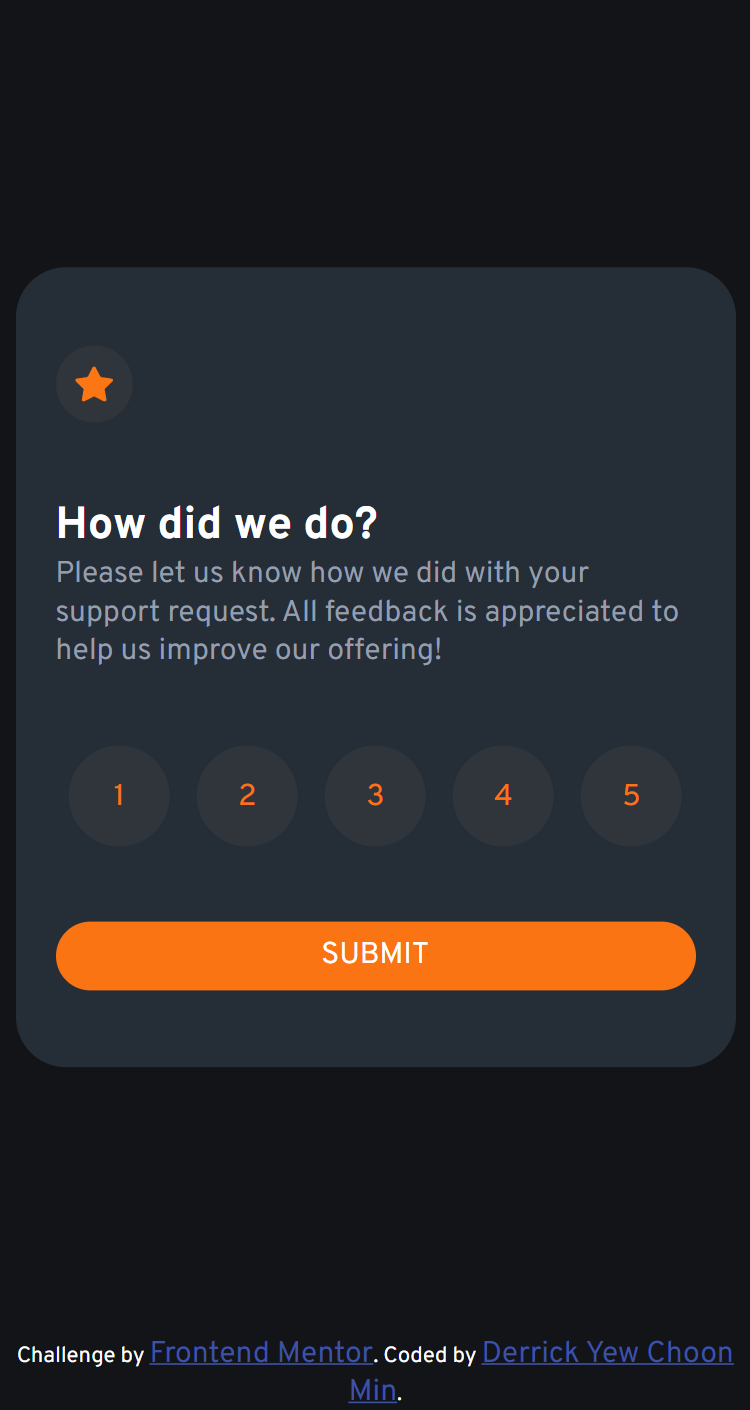 How did we do?
Please let us know how we did with your
support request. All feedback is appreciated to
help us improve our offering!
1 2 3 4 5
SUBMIT
Challenge by Frontend Mentor. Coded by Derrick Yew Choon
Min.